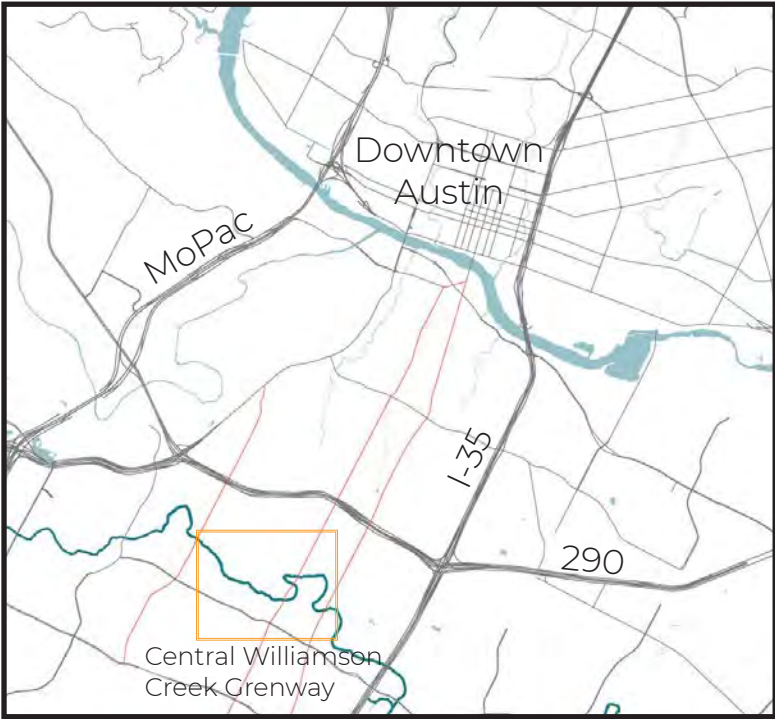 Downtown
Austin
MoPac
I-35
290
Central Williamson
Creek Grenway